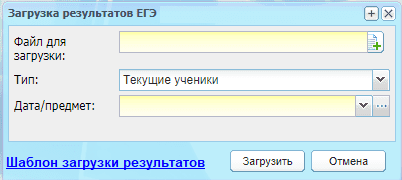 Загрузка результатов ЕГЭ
Файл для
загрузки:
Тип:
Текущие ученики
Дата/предмет:
Шаблон загрузки результатов
Загрузить
Отмена